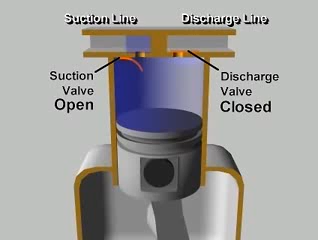 Suction Line
Discharge Line
Suction
Valve
Open
Discharge
Valve
Closed